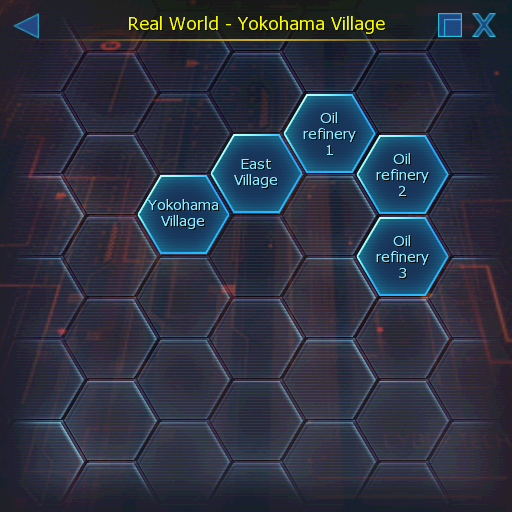 Real World - Yokohama Village
Oil
refinery
1
East
Village
Oil
refinery
2
Yokohama
Village
Oil
refinery
3